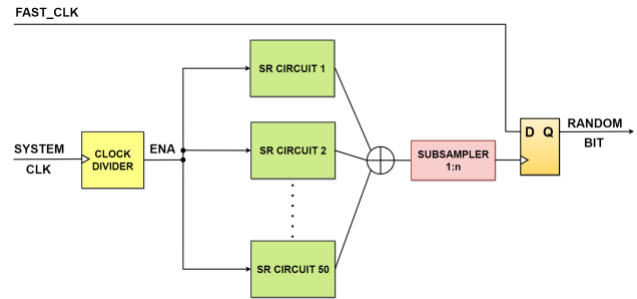 FAST_CLK
SR CIRCUIT 1
SYSTEM
CLK
CLOCK
DIVIDER
ENA
SR CIRCUIT 2
SUBSAMPLER
1:n
D Q
RANDOM
BIT
SR CIRCUIT 50